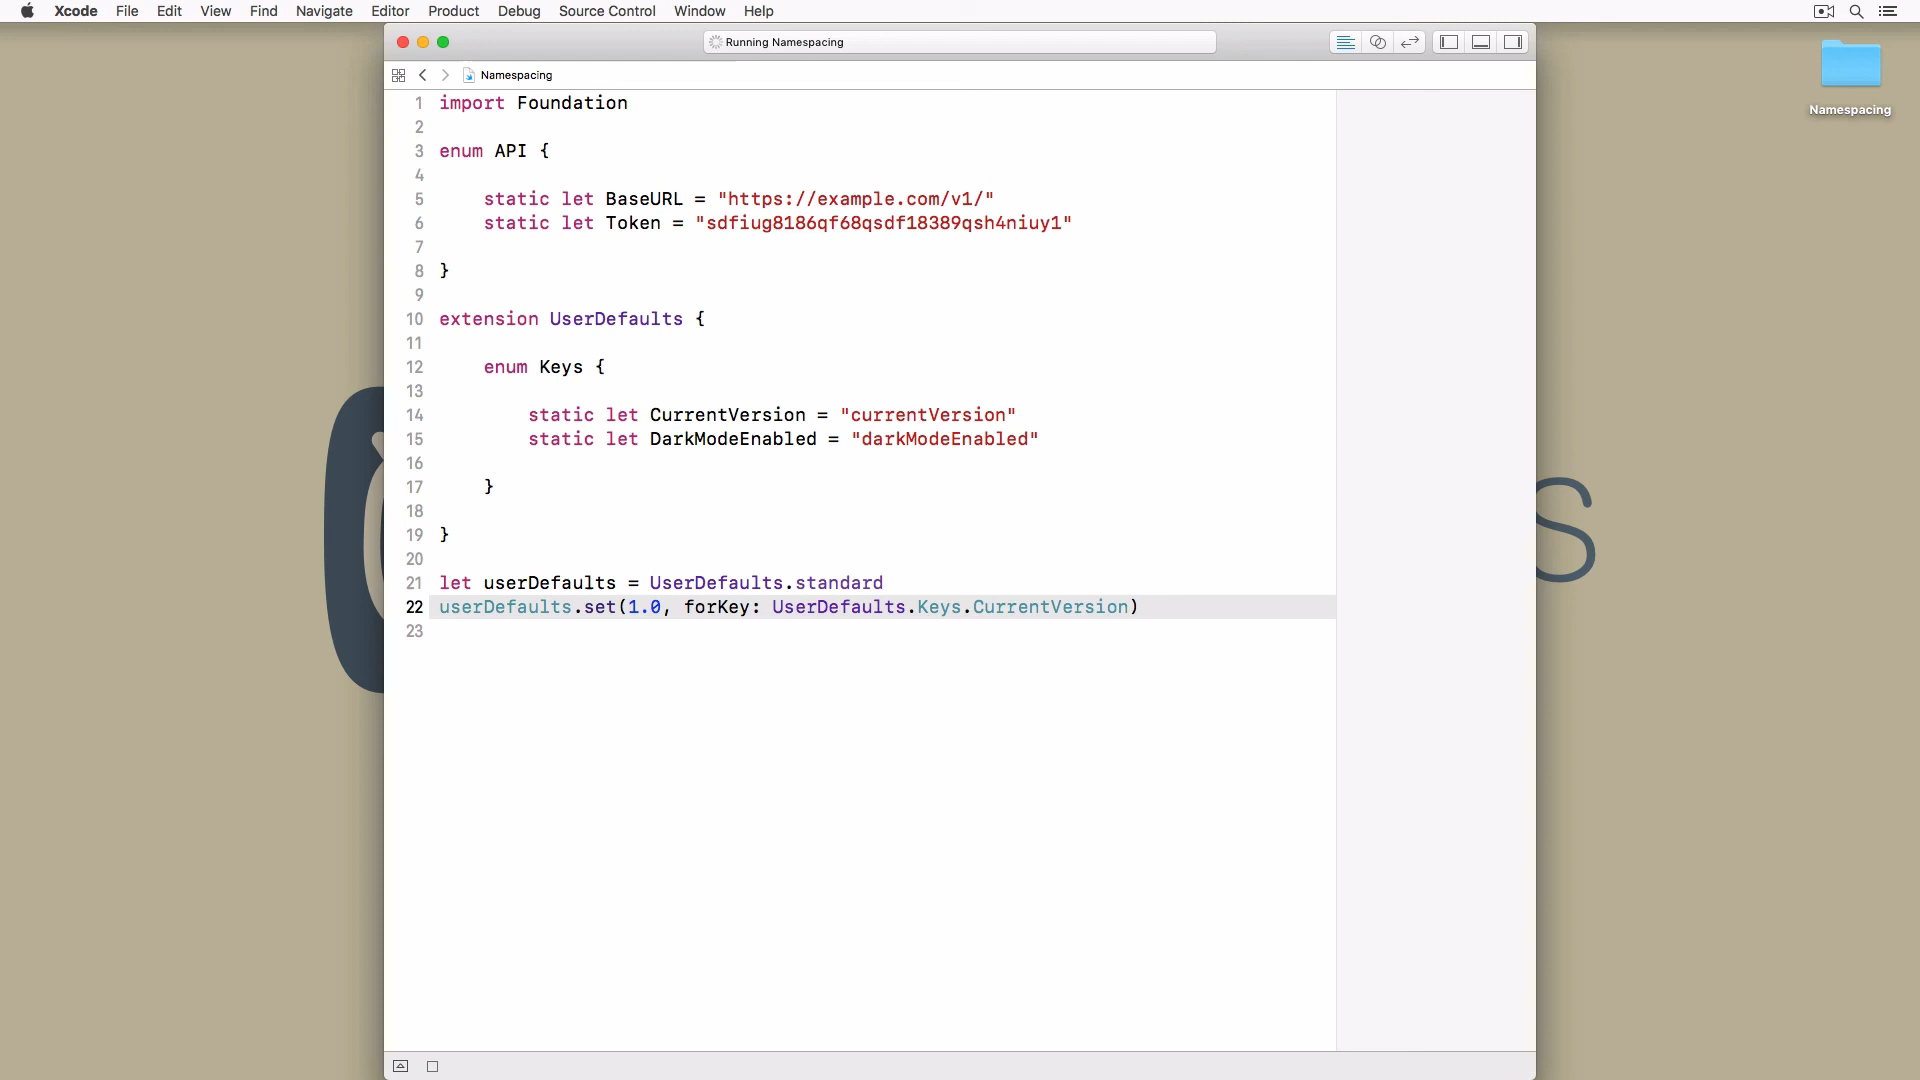 Xcode File Edit View Find Navigate Editor Product Debug Source Control Window Help
Running Namespacing
Namespacing
Namespacing
1 import Foundation
2
3 enum API {
4
5 static let BaseURL = "https://example.com/v1/"
6 static let Token = "sdfiug8186qf68qsdf18389qsh4niuy1"
7
8 }
9
10 extension UserDefaults {
11
12 enum Keys {
13
14 static let CurrentVersion = "currentVersion"
15 static let DarkModeEnabled = "darkModeEnabled"
16
17 }
18
19 }
20
21 let userDefaults = UserDefaults.standard
22 userDefaults.set(1.0, forKey: UserDefaults.Keys.CurrentVersion)
23